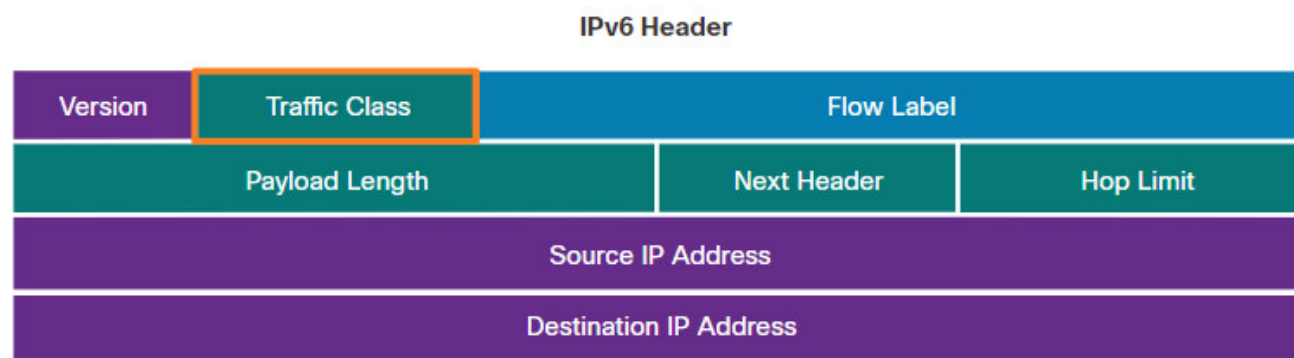 IPv6 Header
Version Traffic Class Flow Label
Payload Length Next Header Hop Limit
Source IP Address
Destination IP Address